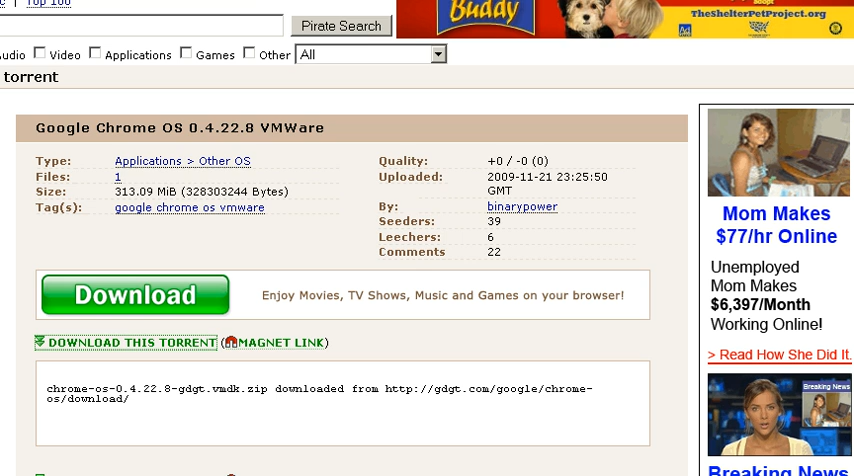 Top 100
Pirate Search
Buddy
adopt
TheShelterPetProject.org
Audio Video Applications Games Other All
torrent
Google Chrome OS 0.4.22.8 VMWare
Type: Applications > Other OS
Files: 1
Size: 313.09 MiB (328303244 Bytes)
Tag(s): google chrome os vmware
Quality: +0 / -0 (0)
Uploaded: 2009-11-21 23:25:50
GMT
By: binarypower
Seeders: 39
Leechers: 6
Comments 22
Download Enjoy Movies, TV Shows, Music and Games on your browser!
DOWNLOAD THIS TORRENT (MAGNET LINK)
chrome-os-0.4.22.8-gdgt.vmdk.zip downloaded from http://gdgt.com/google/chrome-
os/download/
Mom Makes
$77/hr Online
Unemployed
Mom Makes
$6,397/Month
Working Online!
> Read How She Did It.
Breaking News
Breaking News